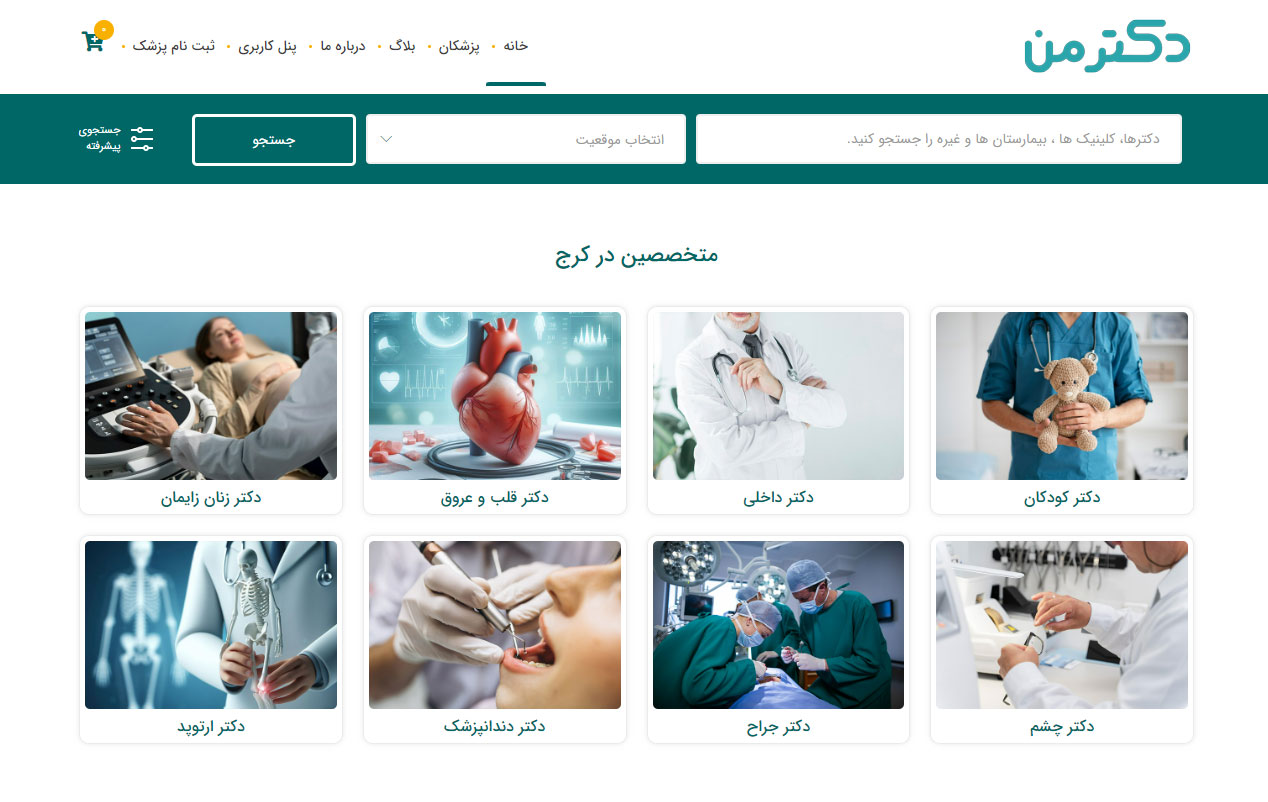 دکتر من
خانه
پزشکان
بلاگ
درباره ما
پنل کاربری
ثبت نام پزشک
۰
دکترها، کلینیک ها ، بیمارستان ها و غیره را جستجو کنید.
انتخاب موقعیت
جستجو
جستجوی
پیشرفته
متخصصین در کرج
دکتر کودکان
دکتر داخلی
دکتر قلب و عروق
دکتر زنان زایمان
دکتر چشم
دکتر جراح
دکتر دندانپزشک
دکتر ارتوپد